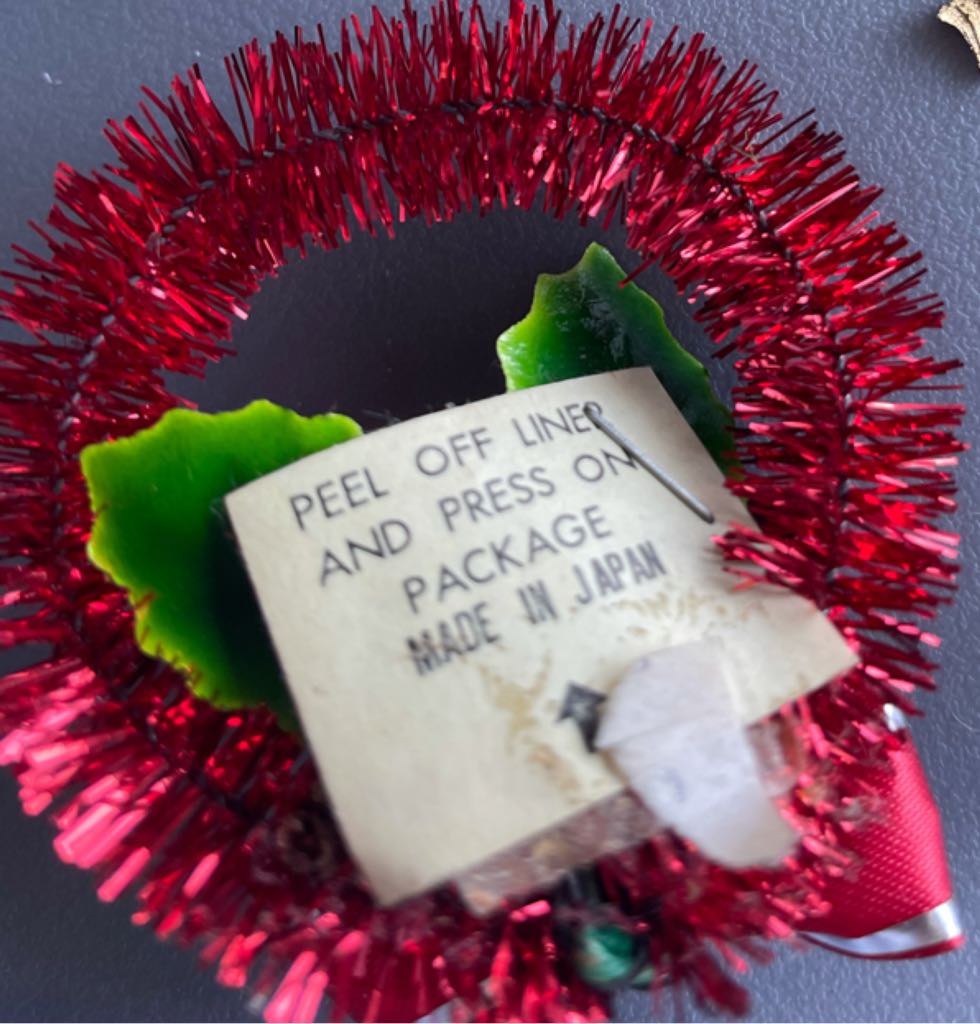 PEEL OFF LINER
AND PRESS ON
PACKAGE
MADE IN JAPAN